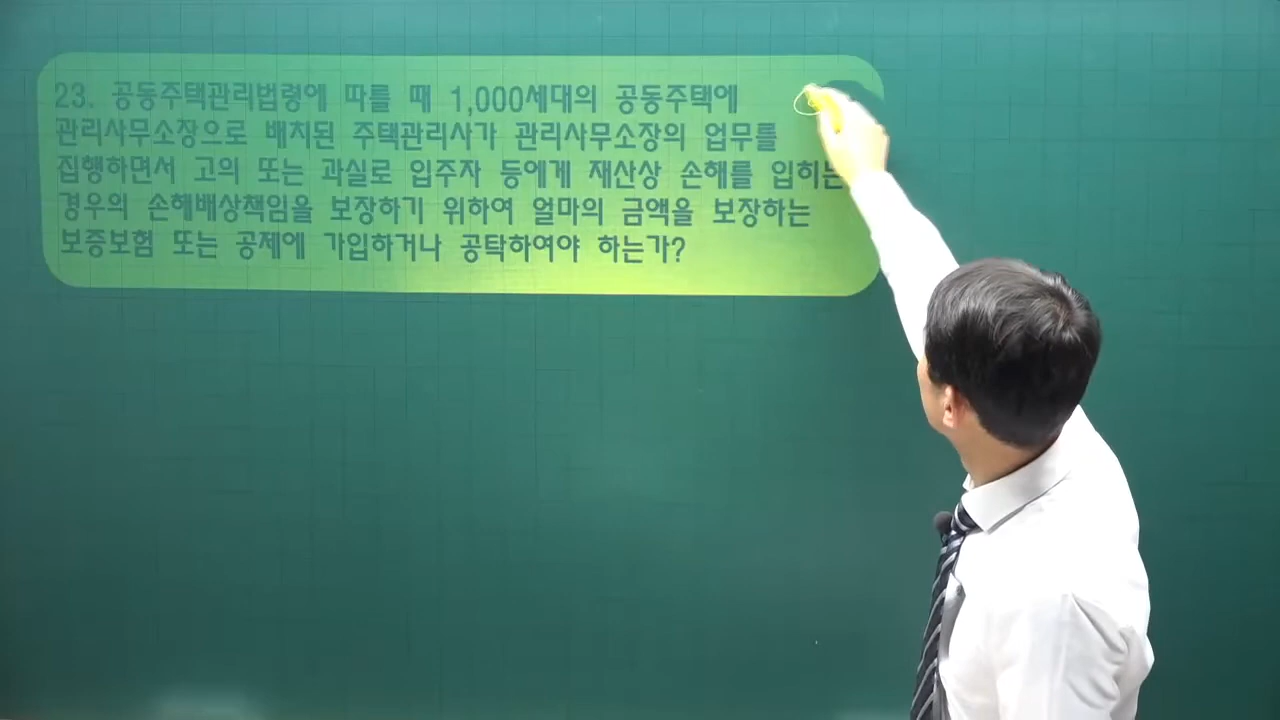 23. 공동주택관리법령에 따를 때 1,000세대의 공동주택에
관리사무소장으로 배치된 주택관리사가 관리사무소장의 업무를
집행하면서 고의 또는 과실로 입주자 등에게 재산상 손해를 입히는
경우의 손해배상책임을 보장하기 위하여 얼마의 금액을 보장하는
보증보험 또는 공제에 가입하거나 공탁하여야 하는가?